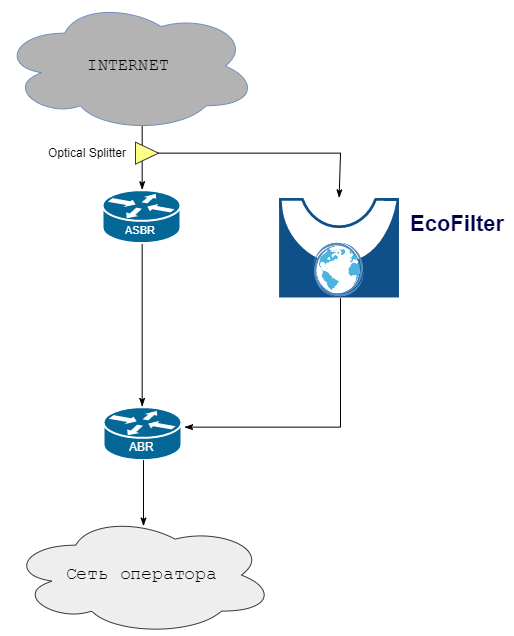 INTERNET
Optical Splitter
ASBR
EcoFilter
ABR
Сеть оператора